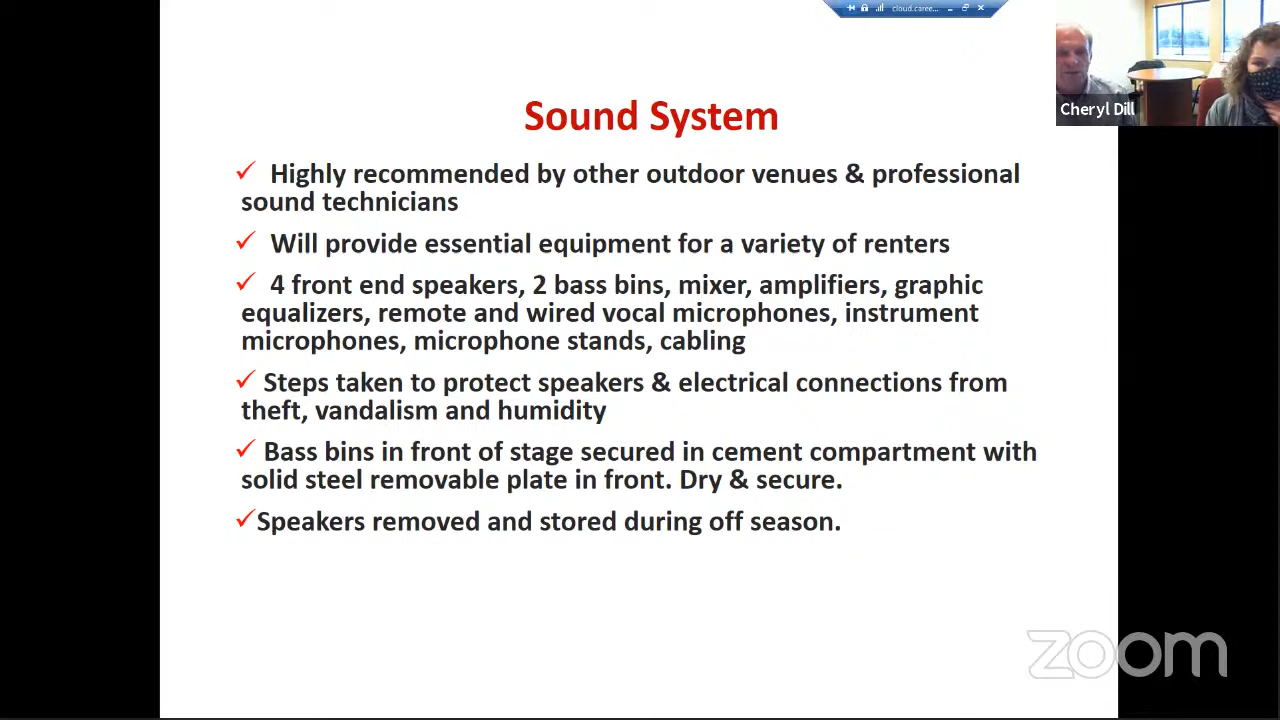 cloud.caree...
Cheryl Dill
Sound System
✓ Highly recommended by other outdoor venues & professional
sound technicians
✓ Will provide essential equipment for a variety of renters
✓ 4 front end speakers, 2 bass bins, mixer, amplifiers, graphic
equalizers, remote and wired vocal microphones, instrument
microphones, microphone stands, cabling
✓ Steps taken to protect speakers & electrical connections from
theft, vandalism and humidity
✓ Bass bins in front of stage secured in cement compartment with
solid steel removable plate in front. Dry & secure.
✓Speakers removed and stored during off season.
zoom